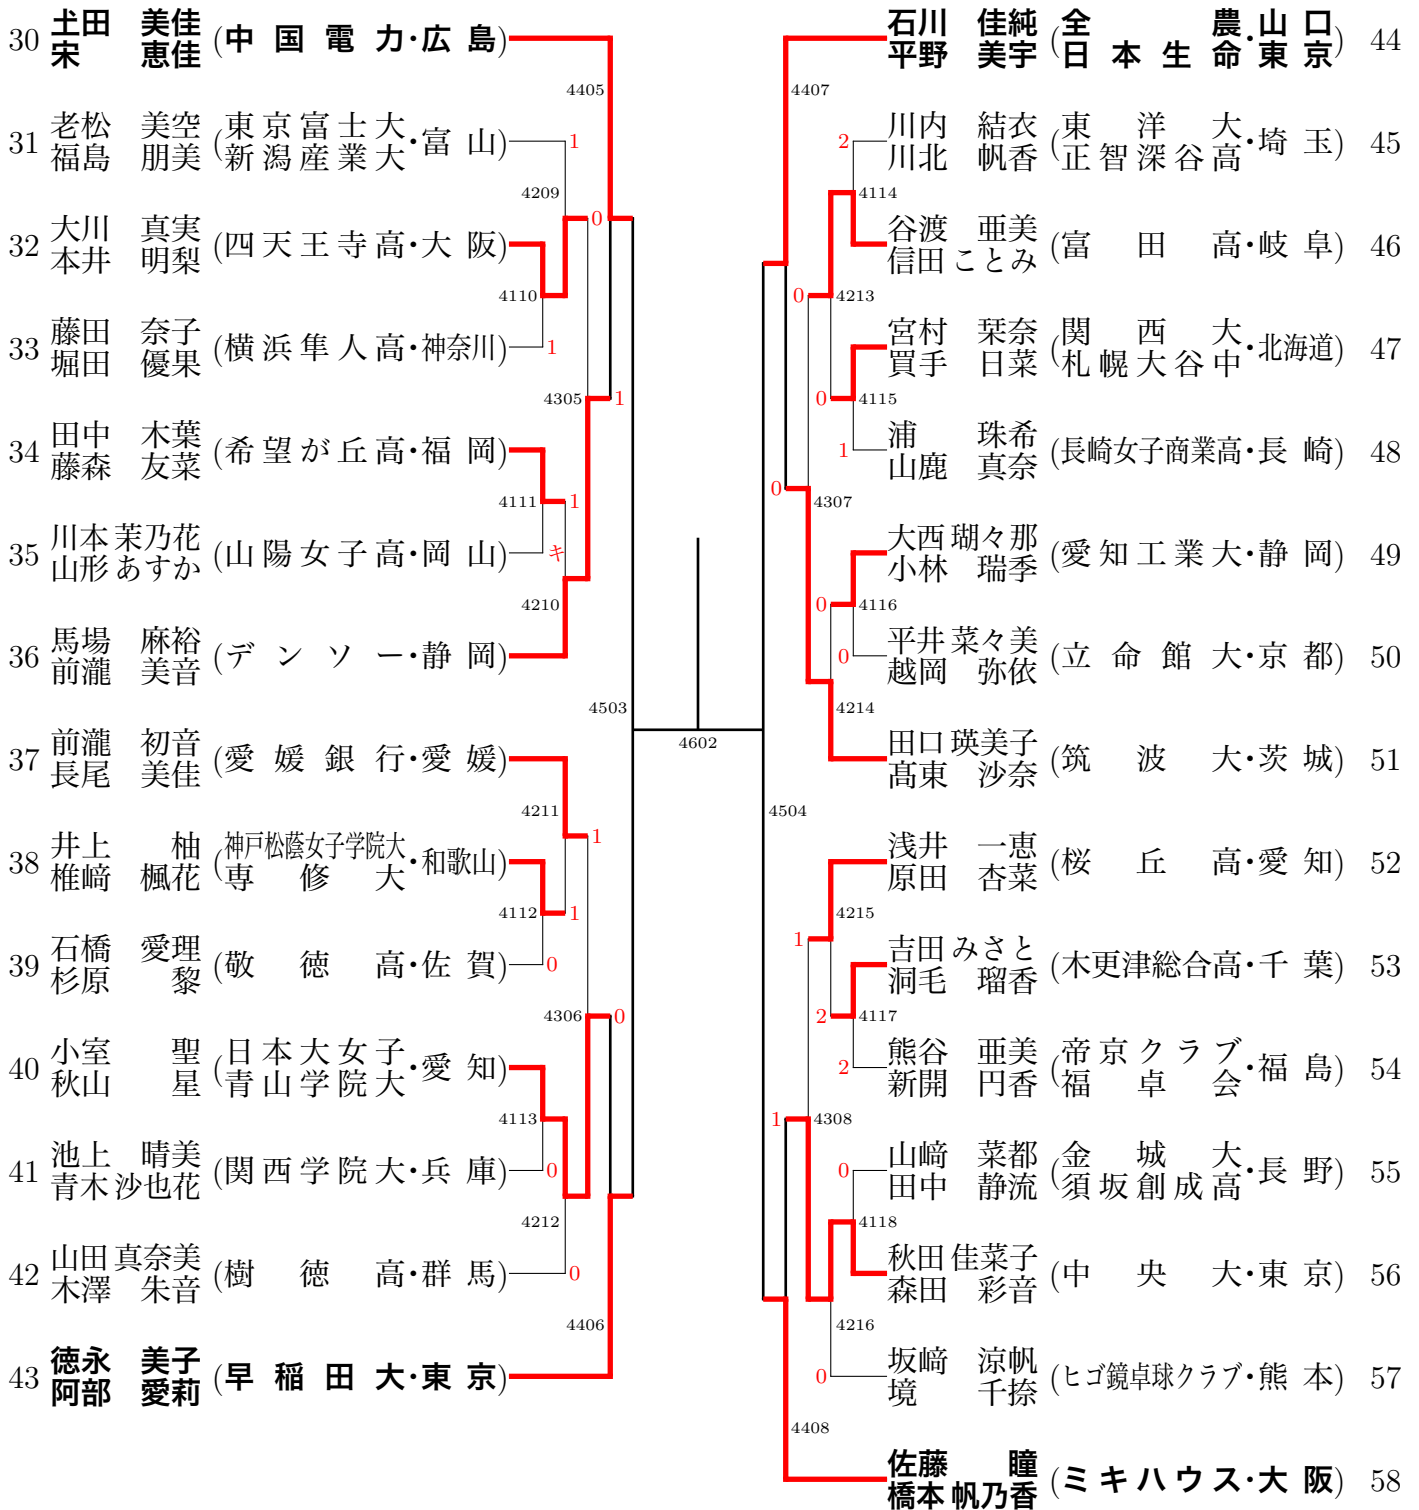 30 土田 美佳 (中国電力・広島)
宋 恵佳
4405
31 老松 美空 (東京富士大・富山) 1
福島 朋美 新潟産業大
4209
32 大川 真実 (四天王寺高・大阪) 0
本井 明梨
4110
33 藤田 奈子 (横浜隼人高・神奈川) 1
堀田 優果
4305 1
34 田中 木葉 (希望が丘高・福岡)
藤森 友菜
4111 1
35 川本 茉乃花 (山陽女子高・岡山) キ
山形 あすか
4210
36 馬場 麻裕 (デンソー・静岡)
前瀧 美音
4503
37 前瀧 初音 (愛媛銀行・愛媛)
長尾 美佳
4211 1
38 井上 柚 (神戸松蔭女子学院大・和歌山)
椎﨑 楓花 専修大
4112 1
39 石橋 愛理 (敬徳高・佐賀) 0
杉原 黎
4306 0
40 小室 聖 (日本大女子・愛知)
秋山 星 青山学院大
4113
41 池上 晴美 (関西学院大・兵庫) 0
青木 沙也花
4212
42 山田 真奈美 (樹徳高・群馬) 0
木澤 朱音
4406
43 徳永 美子 (早稲田大・東京)
阿部 愛莉
4602
石川 佳純 (全農・山口) 44
平野 美宇 日本生命・東京
4407
2 川内 結衣 (東洋大・埼玉) 45
川北 帆香 正智深谷高
4114
谷渡 亜美 (富田高・岐阜) 46
信田 ことみ
0 4213
宮村 栞奈 (関西大・北海道) 47
買手 日菜 札幌大谷中
0 4115
1 浦 珠希 (長崎女子商業高・長崎) 48
山鹿 真奈
0 4307
大西 瑚々那 (愛知工業大・静岡) 49
小林 瑞季
0 4116
0 平井 菜々美 (立命館大・京都) 50
越岡 弥依
4214
田口 瑛美子 (筑波大・茨城) 51
髙東 沙奈
4504
浅井 一恵 (桜丘高・愛知) 52
原田 杏菜
1 4215
吉田 みさと (木更津総合高・千葉) 53
洞毛 瑠香
2 4117
2 熊谷 亜美 (帝京クラブ・福島) 54
新開 円香 福卓会
1 4308
0 山﨑 菜都 (金城大・長野) 55
田中 静流 須坂創成高
4118
秋田 佳菜子 (中央大・東京) 56
森田 彩音
4216
0 坂﨑 涼帆 (ヒゴ鏡卓球クラブ・熊本) 57
境 千捺
4408
佐藤 瞳 (ミキハウス・大阪) 58
橋本 帆乃香